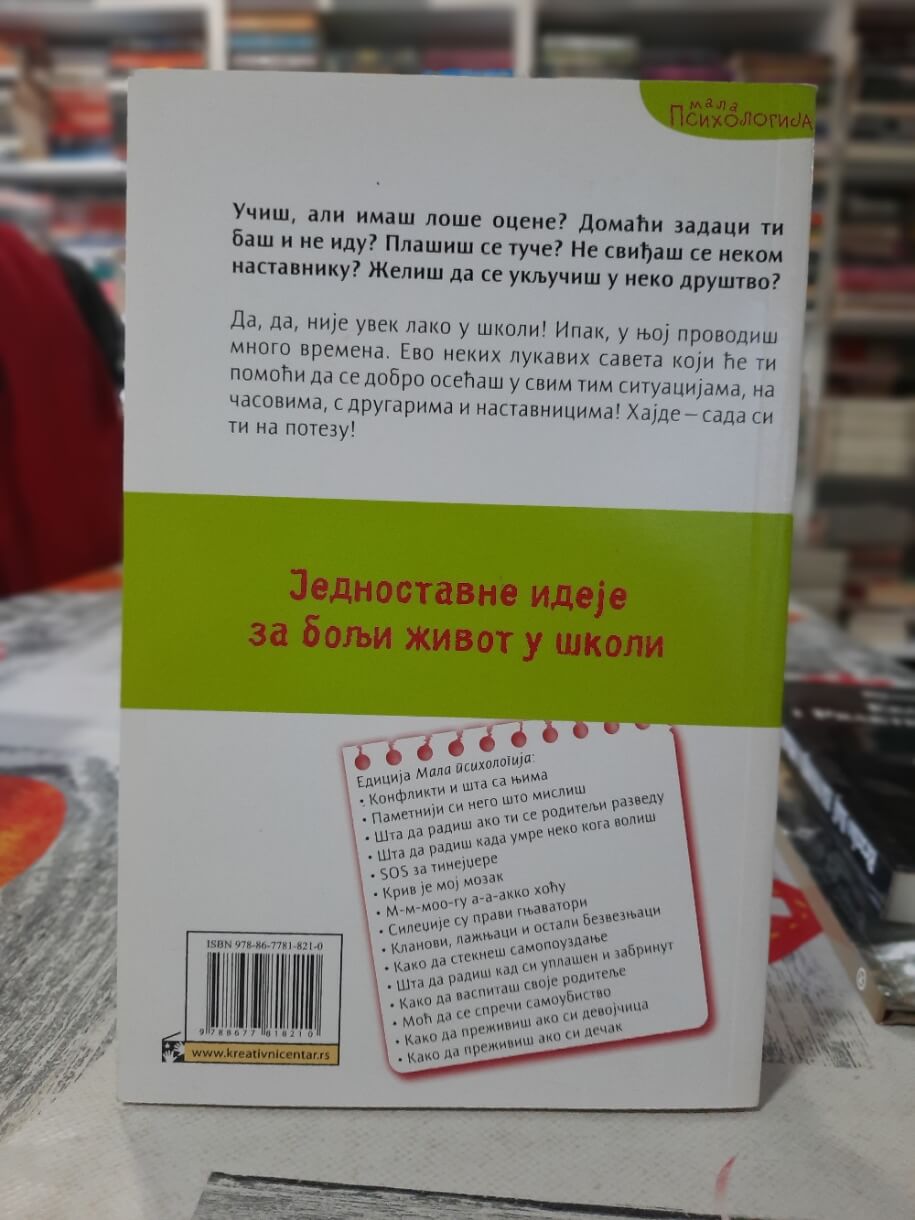 мала
Психологија
Учиш, али имаш лоше оцене? Домаћи задаци ти
баш и не иду? Плашиш се туче? Не свиђаш се неком
наставнику? Желиш да се укључиш у неко друштво?
Да, да, није увек лако у школи! Ипак, у њој проводиш
много времена. Ево неких лукавих савета који ће ти
помоћи да се добро осећаш у свим тим ситуацијама, на
часовима, с другарима и наставницима! Хајде – сада си
ти на потезу!
Једноставне идеје
за бољи живот у школи
Едиција Мала психологија:
• Конфликти и шта са њима
• Паметнији си него што мислиш
• Шта да радиш ако ти се родитељи разведу
• Шта да радиш када умре неко кога волиш
• SOS за тинејџере
• Крив је мој мозак
• М-м-моо-гу а-а-акко хоћу
• Силеџије су прави гњаватори
• Кланови, лажњаци и остали безвезњаци
• Како да стекнеш самопоуздање
• Шта да радиш кад си уплашен и забринут
• Како да васпиташ своје родитеље
• Моћ да се спречи самоубиство
• Како да преживиш ако си девојчица
• Како да преживиш ако си дечак
ISBN 978-86-7781-821-0
9 788677 818210
www.kreativnicentar.rs